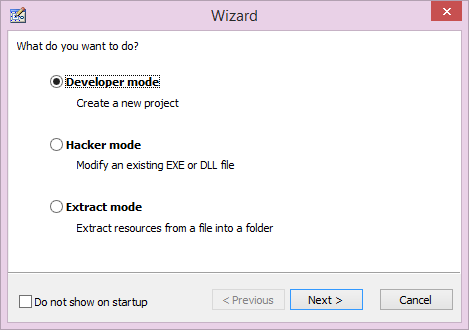 Wizard
What do you want to do?
Developer mode
Create a new project
Hacker mode
Modify an existing EXE or DLL file
Extract mode
Extract resources from a file into a folder
Do not show on startup
< Previous
Next >
Cancel